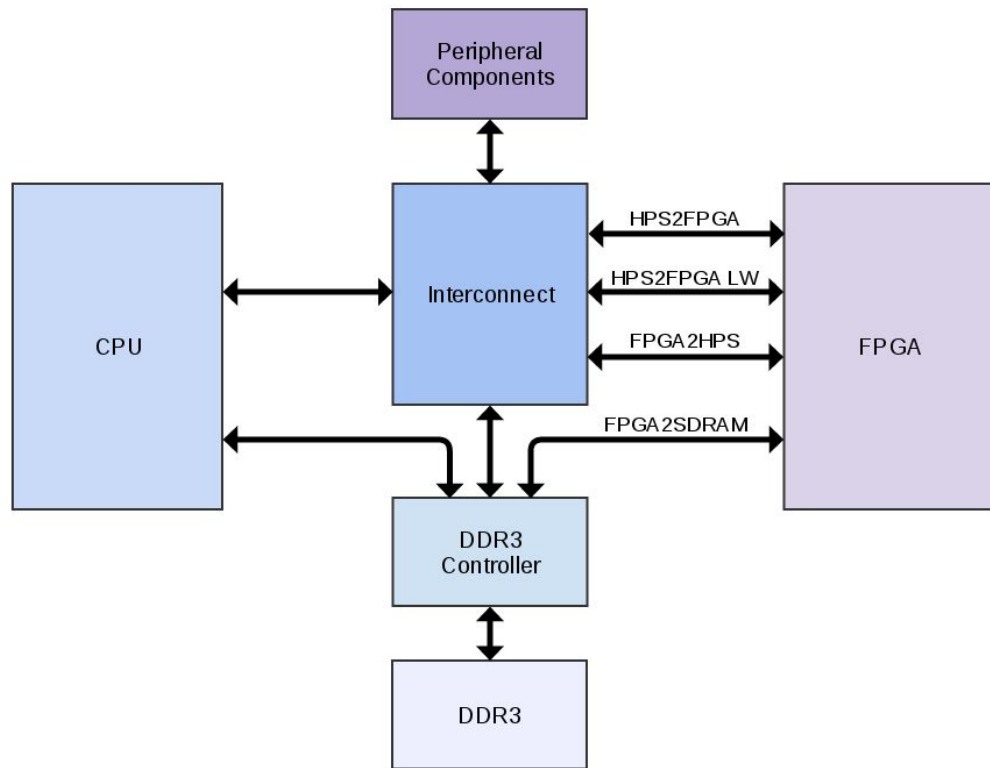 Peripheral
Components
HPS2FPGA
HPS2FPGA LW
Interconnect
CPU
FPGA2HPS
FPGA
FPGA2SDRAM
DDR3
Controller
DDR3